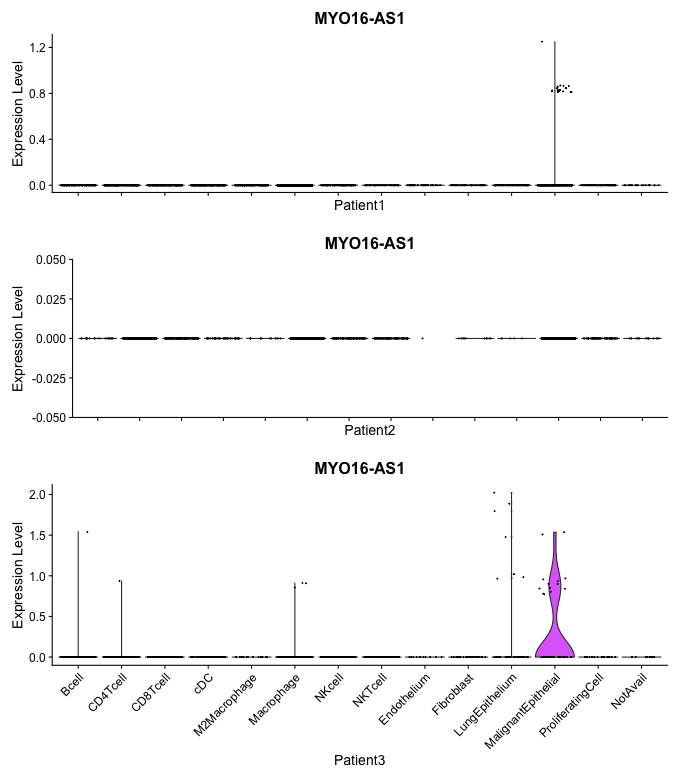 MYO16-AS1
Expression Level
1.2
0.8
0.4
0.0
Patient1
MYO16-AS1
Expression Level
0.050
0.025
0.000
-0.025
-0.050
Patient2
MYO16-AS1
Expression Level
2.0
1.5
1.0
0.5
0.0
Bcell
CD4Tcell
CD8Tcell
cDC
M2Macrophage
Macrophage
NKcell
NKTcell
Endothelium
Fibroblast
LungEpithelium
MalignantEpithelial
ProliferatingCell
NotAvail
Patient3